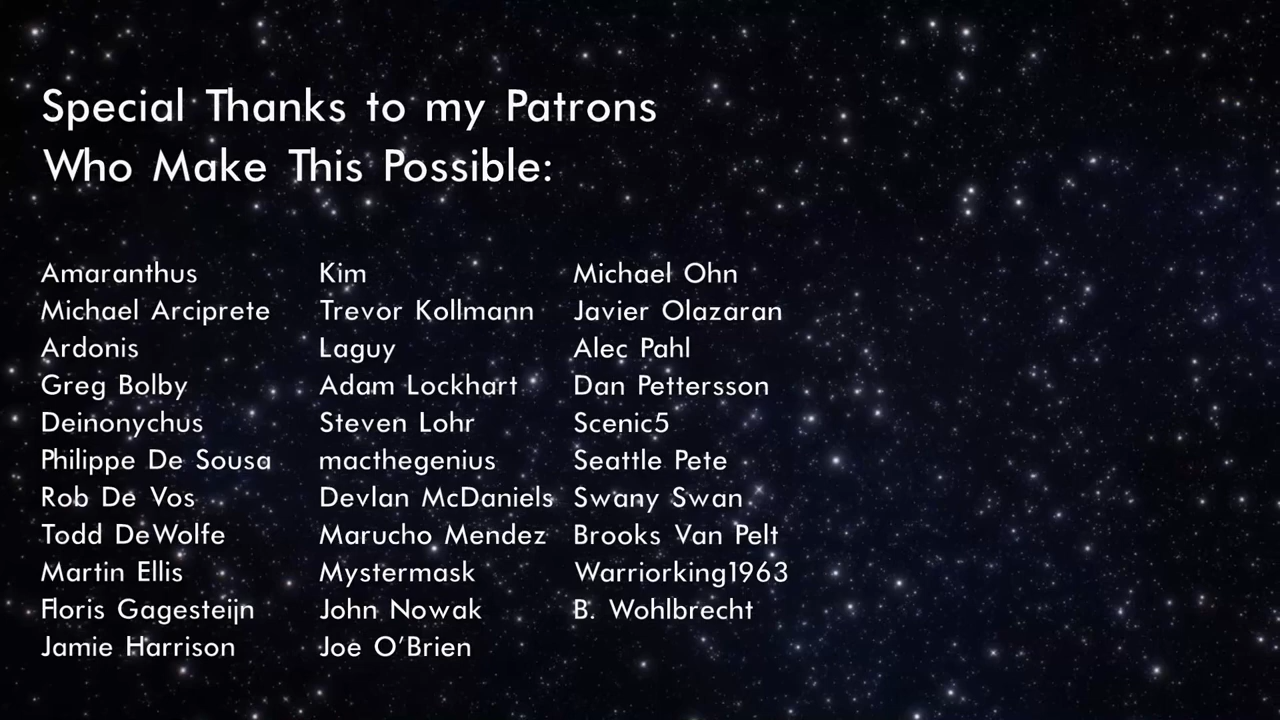 Special Thanks to my Patrons
Who Make This Possible:
Amaranthus
Michael Arciprete
Ardonis
Greg Bolby
Deinonychus
Philippe De Sousa
Rob De Vos
Todd DeWolfe
Martin Ellis
Floris Gagesteijn
Jamie Harrison
Kim
Trevor Kollmann
Laguy
Adam Lockhart
Steven Lohr
macthegenius
Devlan McDaniels
Marucho Mendez
Mystermask
John Nowak
Joe O’Brien
Michael Ohn
Javier Olazaran
Alec Pahl
Dan Pettersson
Scenic5
Seattle Pete
Swany Swan
Brooks Van Pelt
Warriorking1963
B. Wohlbrecht